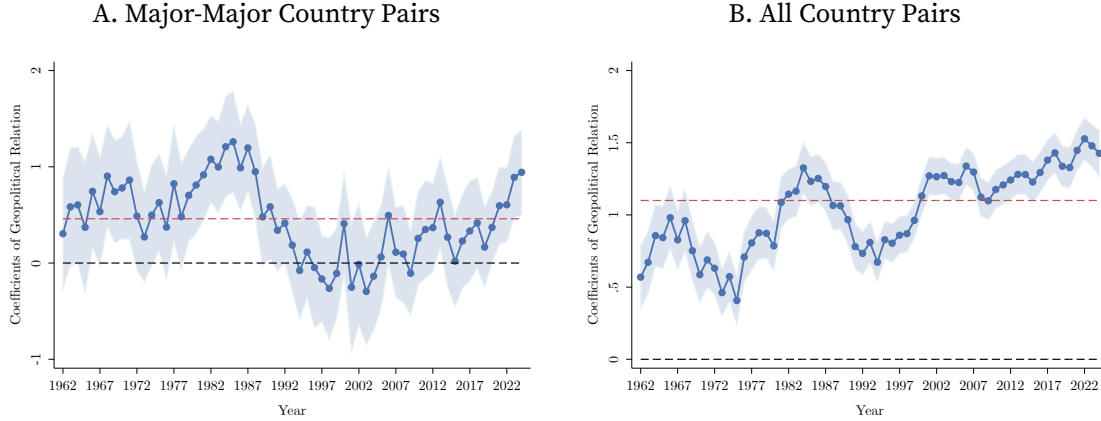 A. Major-Major Country Pairs
Coefficients of Geopolitical Relation
2
1
0
-1
1962 1967 1972 1977 1982 1987 1992 1997 2002 2007 2012 2017 2022
Year
B. All Country Pairs
Coefficients of Geopolitical Relation
2
1.5
1
.5
0
1962 1967 1972 1977 1982 1987 1992 1997 2002 2007 2012 2017 2022
Year